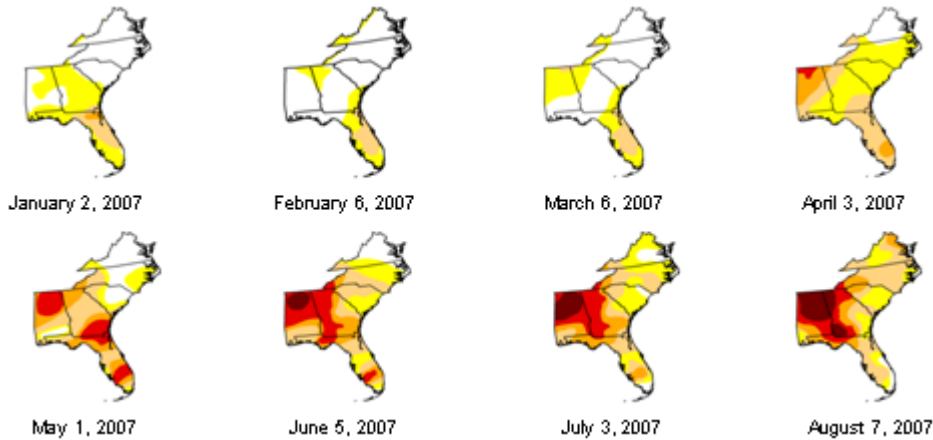 January 2, 2007
February 6, 2007
March 6, 2007
April 3, 2007
May 1, 2007
June 5, 2007
July 3, 2007
August 7, 2007